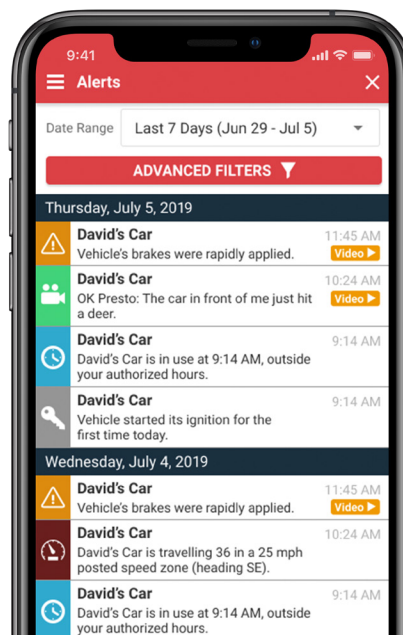 9:41
Alerts
Date Range
Last 7 Days (Jun 29 - Jul 5)
ADVANCED FILTERS
Thursday, July 5, 2019
David's Car
11:45 AM
Vehicle's brakes were rapidly applied.
Video
David's Car
10:24 AM
OK Presto: The car in front of me just hit
Video
a deer.
David's Car
9:14 AM
David's Car is in use at 9:14 AM, outside
your authorized hours.
David's Car
9:14 AM
Vehicle started its ignition for the
first time today.
Wednesday, July 4, 2019
David's Car
11:45 AM
Vehicle's brakes were rapidly applied.
Video
David's Car
10:24 AM
David's Car is travelling 36 in a 25 mph
posted speed zone (heading SE).
David's Car
9:14 AM
David's Car is in use at 9:14 AM, outside
your authorized hours.